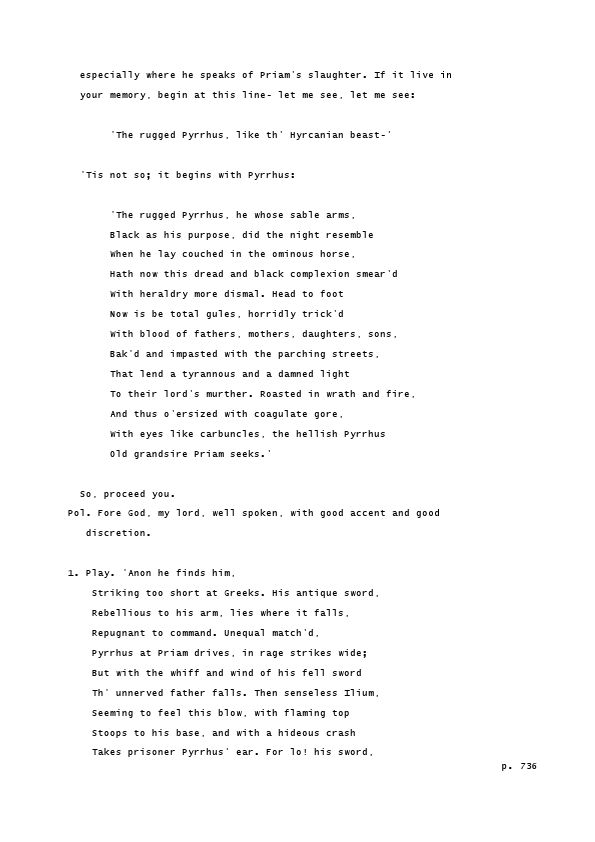 especially where he speaks of Priam's slaughter. If it live in
your memory, begin at this line- let me see, let me see:
'The rugged Pyrrhus, like th' Hyrcanian beast-'
'Tis not so; it begins with Pyrrhus:
'The rugged Pyrrhus, he whose sable arms,
Black as his purpose, did the night resemble
When he lay couched in the ominous horse,
Hath now this dread and black complexion smear'd
With heraldry more dismal. Head to foot
Now is be total gules, horridly trick'd
With blood of fathers, mothers, daughters, sons,
Bak'd and impasted with the parching streets,
That lend a tyrannous and a damned light
To their lord's murther. Roasted in wrath and fire,
And thus o'ersized with coagulate gore,
With eyes like carbuncles, the hellish Pyrrhus
Old grandsire Priam seeks.'
So, proceed you.
Pol. Fore God, my lord, well spoken, with good accent and good
discretion.
1. Play. 'Anon he finds him,
Striking too short at Greeks. His antique sword,
Rebellious to his arm, lies where it falls,
Repugnant to command. Unequal match'd,
Pyrrhus at Priam drives, in rage strikes wide;
But with the whiff and wind of his fell sword
Th' unnerved father falls. Then senseless Ilium,
Seeming to feel this blow, with flaming top
Stoops to his base, and with a hideous crash
Takes prisoner Pyrrhus' ear. For lo! his sword,
p. 736